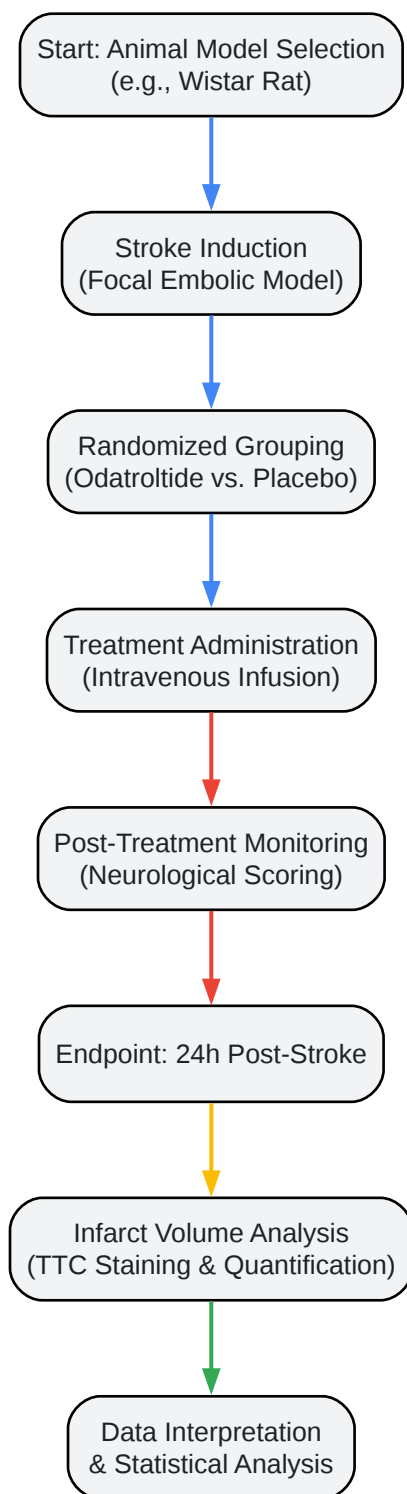 Start: Animal Model Selection
(e.g., Wistar Rat)
Stroke Induction
(Focal Embolic Model)
Randomized Grouping
(Odatroltide vs. Placebo)
Treatment Administration
(Intravenous Infusion)
Post-Treatment Monitoring
(Neurological Scoring)
Endpoint: 24h Post-Stroke
Infarct Volume Analysis
(TTC Staining & Quantification)
Data Interpretation
& Statistical Analysis